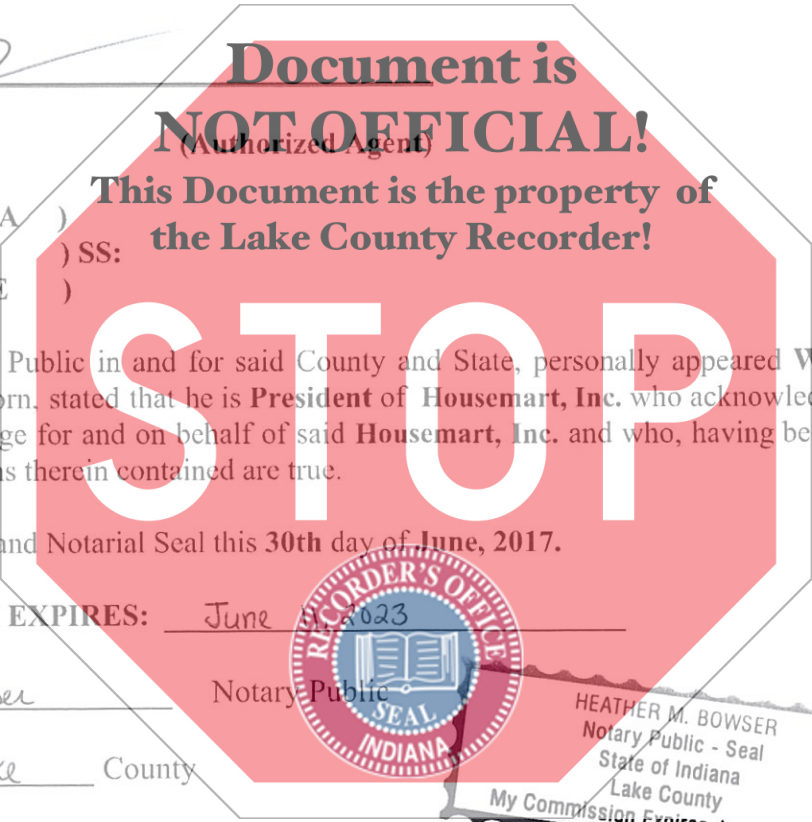 Document is
NOT OFFICIAL!
(Authorized Agent)
This Document is the property of
the Lake County Recorder!
A )
) SS:
E )
STOP
Public in and for said County and State, personally appeared W
orn, stated that he is President of Housemart, Inc. who acknowled
ge for and on behalf of said Housemart, Inc. and who, having be
s therein contained are true.
and Notarial Seal this 30th day of June, 2017.
EXPIRES: June 11, 2023
Notary Public
County
RECORDER'S OFFICE
SEAL
INDIANA
HEATHER M. BOWSER
Notary Public - Seal
State of Indiana
Lake County
My Commission Expires